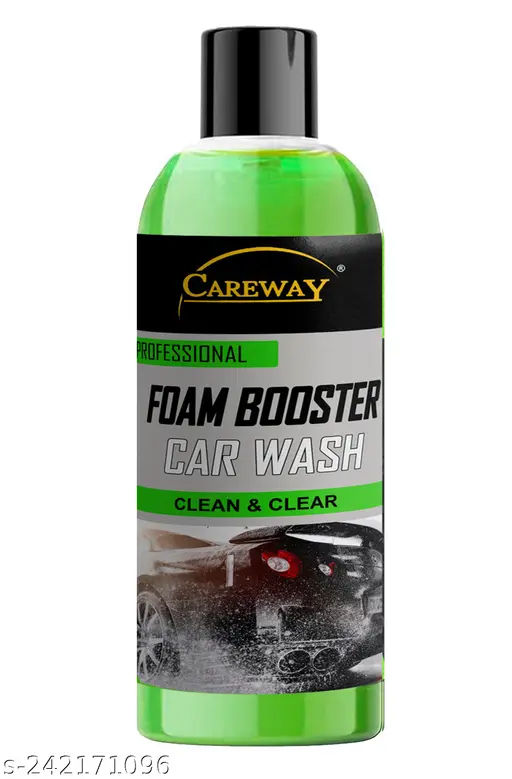 CAREWAY ®
PROFESSIONAL
FOAM BOOSTER
CAR WASH
CLEAN & CLEAR
s-242171096